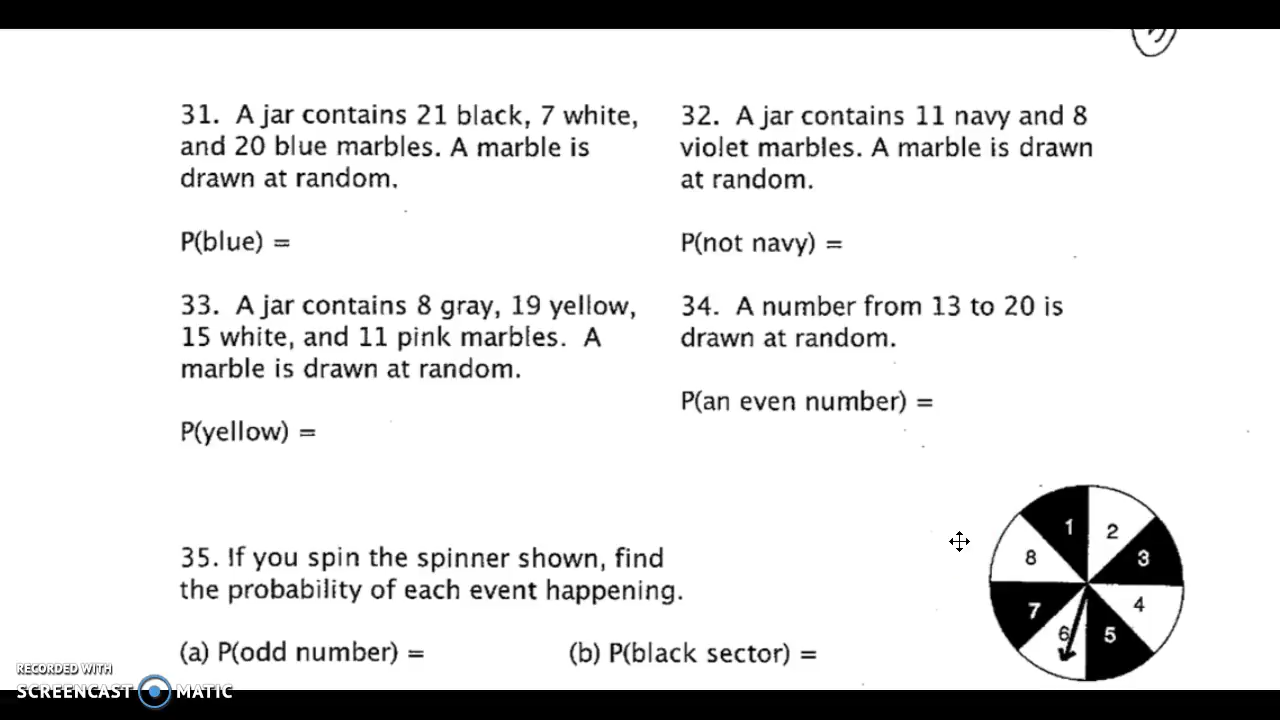 31. A jar contains 21 black, 7 white,
and 20 blue marbles. A marble is
drawn at random.
P(blue) =
32. A jar contains 11 navy and 8
violet marbles. A marble is drawn
at random.
P(not navy) =
33. A jar contains 8 gray, 19 yellow,
15 white, and 11 pink marbles. A
marble is drawn at random.
P(yellow) =
34. A number from 13 to 20 is
drawn at random.
P(an even number) =
35. If you spin the spinner shown, find
the probability of each event happening.
(a) P(odd number) =
(b) P(black sector) =
1
2
3
4
5
6
7
8
RECORDED WITH
SCREENCAST MATIC